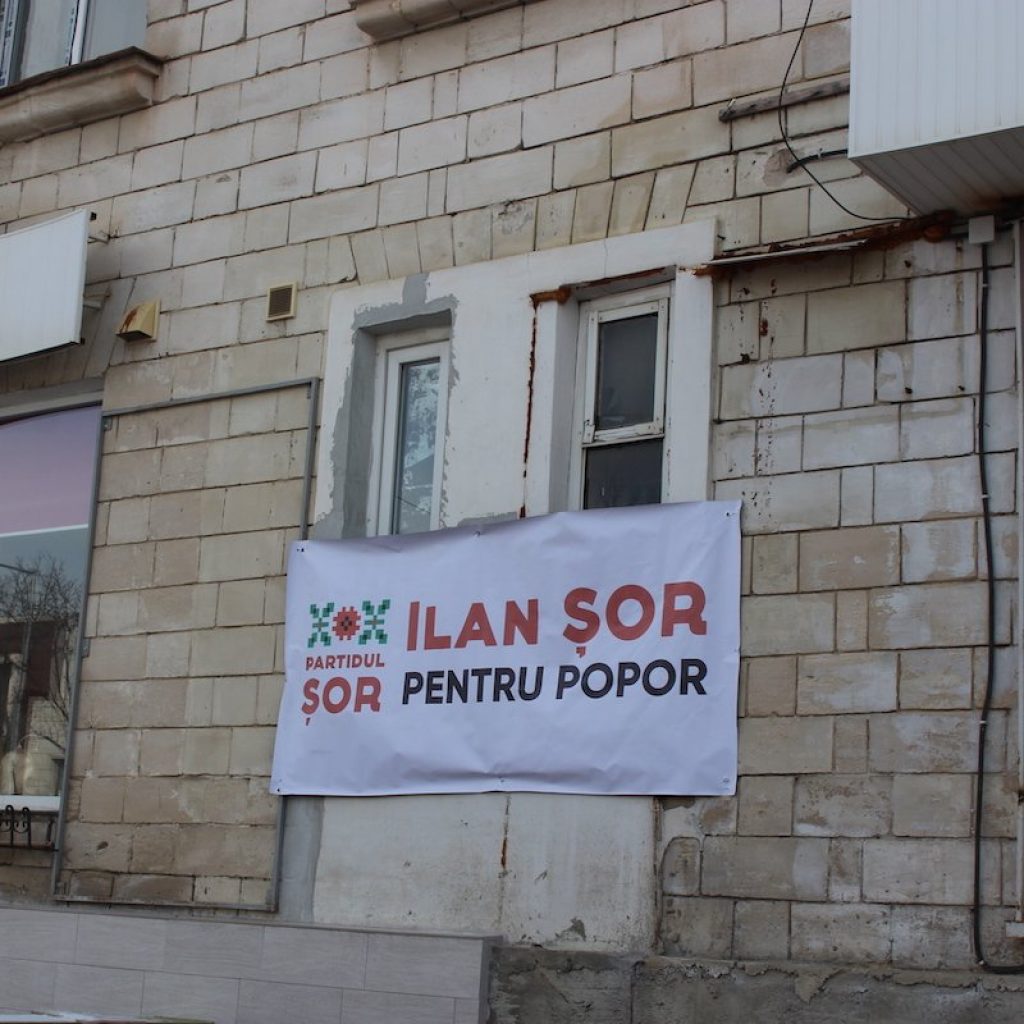 PARTIDUL
ȘOR
ILAN ȘOR
PENTRU POPOR